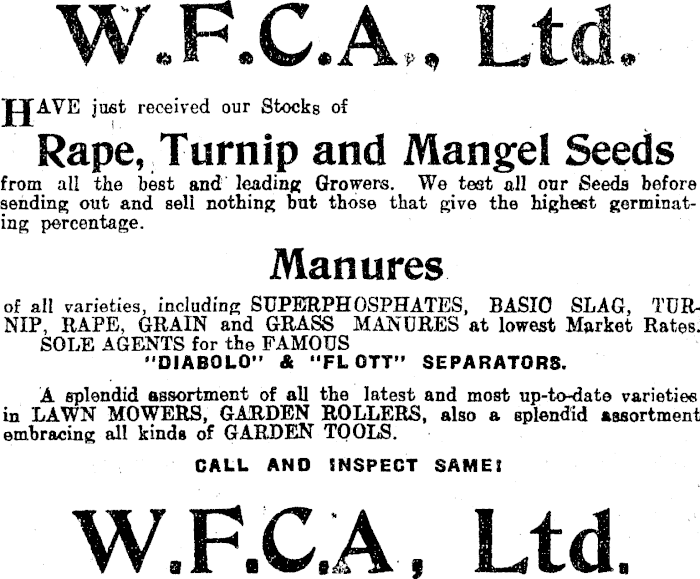 W.F.C.A., Ltd.
HAVE just received our Stocks of
Rape, Turnip and Mangel Seeds
from all the best and leading Growers. We test all our Seeds before
sending out and sell nothing but those that give the highest germinat-
ing percentage.
Manures
of all varieties, including SUPERPHOSPHATES, BASIC SLAG, TUR-
NIP, RAPE, GRAIN and GRASS MANURES at lowest Market Rates.
SOLE AGENTS for the FAMOUS
"DIABOLO" & "FLOTT" SEPARATORS.
A splendid assortment of all the latest and most up-to-date varieties
in LAWN MOWERS, GARDEN ROLLERS, also a splendid assortment
embracing all kinds of GARDEN TOOLS.
CALL AND INSPECT SAME!
W.F.C.A, Ltd.